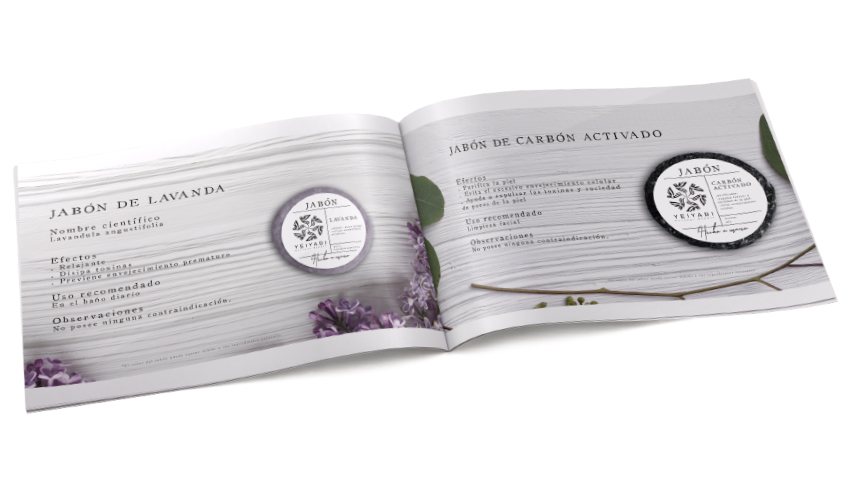 JABÓN DE LAVANDA
Nombre científico
Lavandula angustifolia
Efectos
- Relajante
- Disipa toxinas
- Previene envejecimiento prematuro
Uso recomendado
En el baño diario
Observaciones
No posee ninguna contraindicación.
JABÓN
LAVANDA
YEIYABI
JABÓN DE CARBÓN ACTIVADO
Efectos
- Purifica la piel
- Evita el excesivo envejecimiento celular
- Ayuda a expulsar las toxinas y suciedad
de poros de la piel
Uso recomendado
Limpieza facial
Observaciones
No posee ninguna contraindicación.
JABÓN
CARBÓN
ACTIVADO
YEIYABI